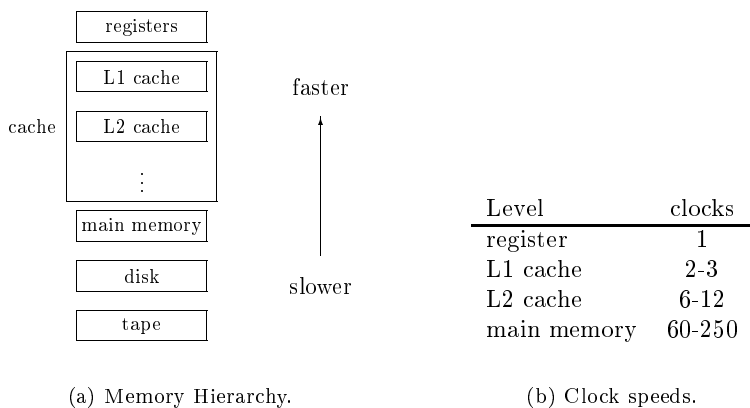 registers
L1 cache
cache
L2 cache
⋮
main memory
disk
tape
faster
slower
(a) Memory Hierarchy.
Level clocks
register 1
L1 cache 2-3
L2 cache 6-12
main memory 60-250
(b) Clock speeds.